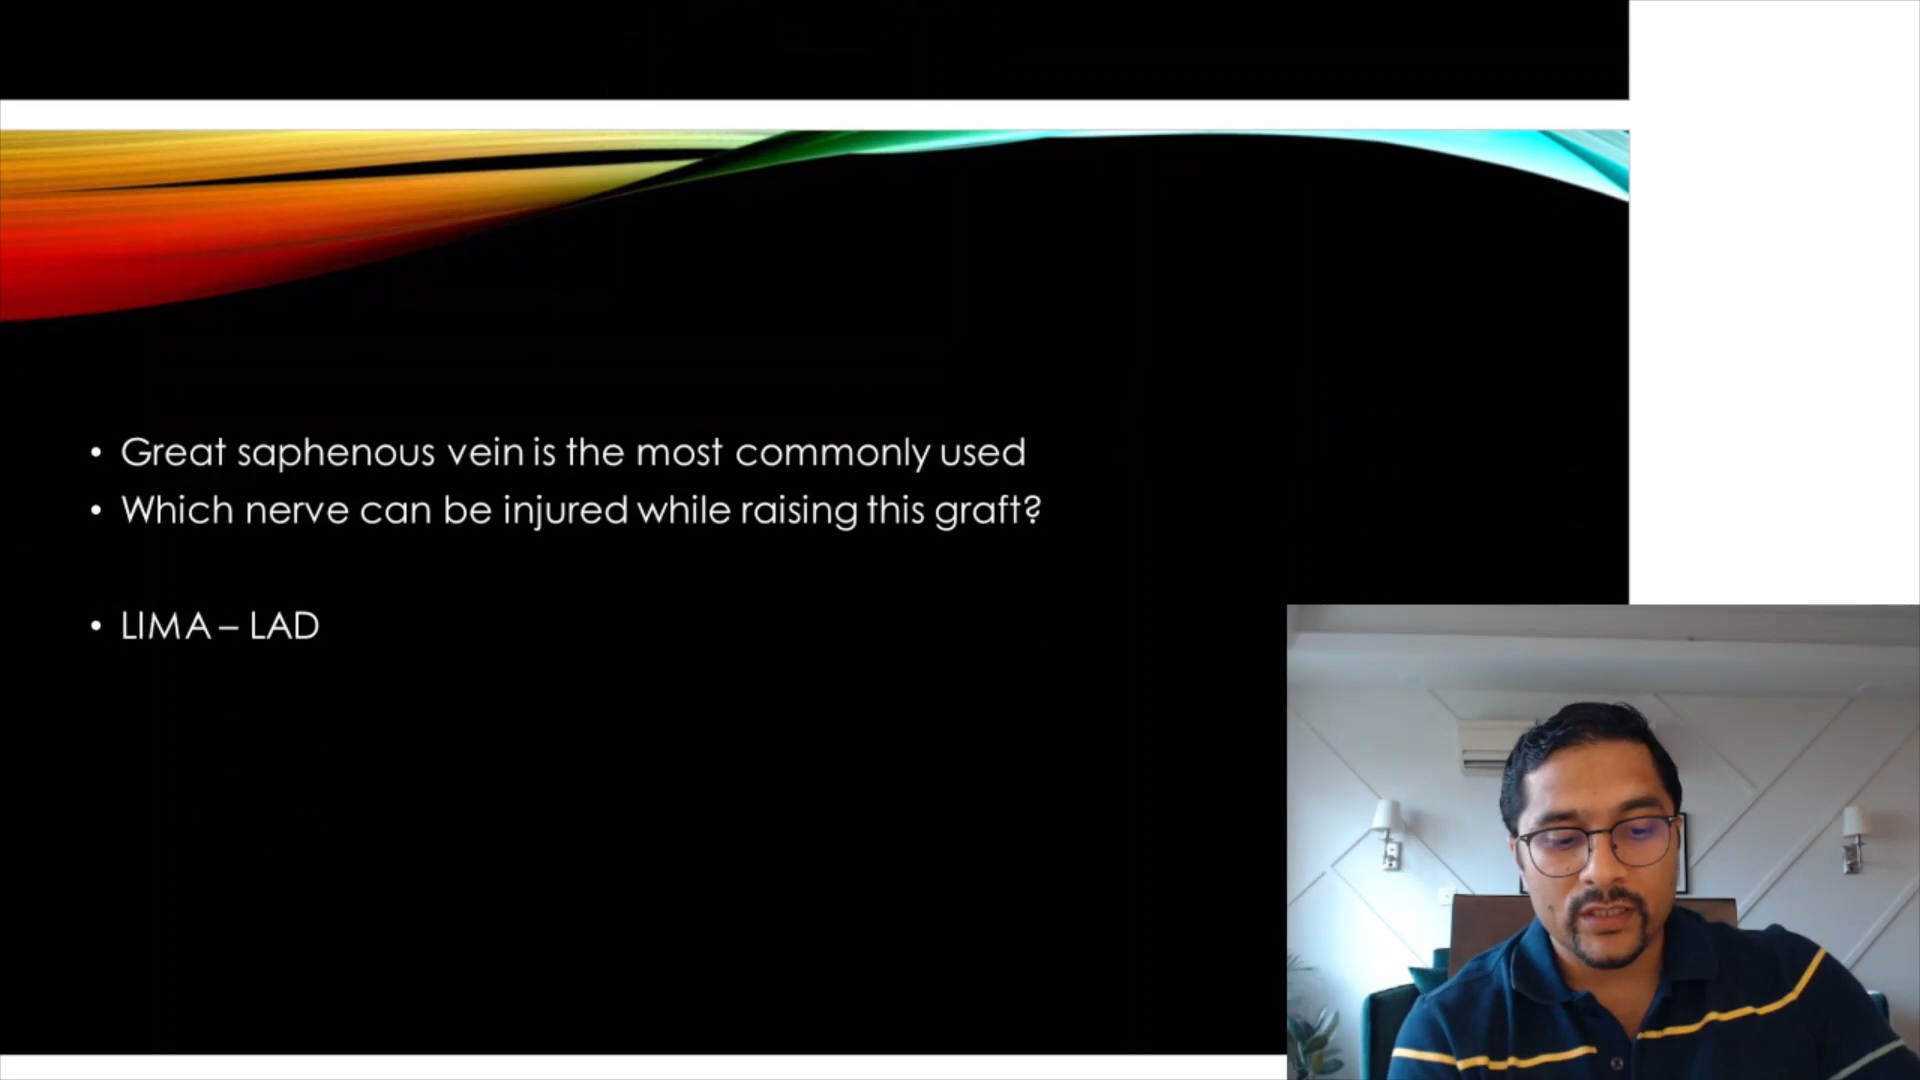 • Great saphenous vein is the most commonly used
• Which nerve can be injured while raising this graft?
• LIMA – LAD